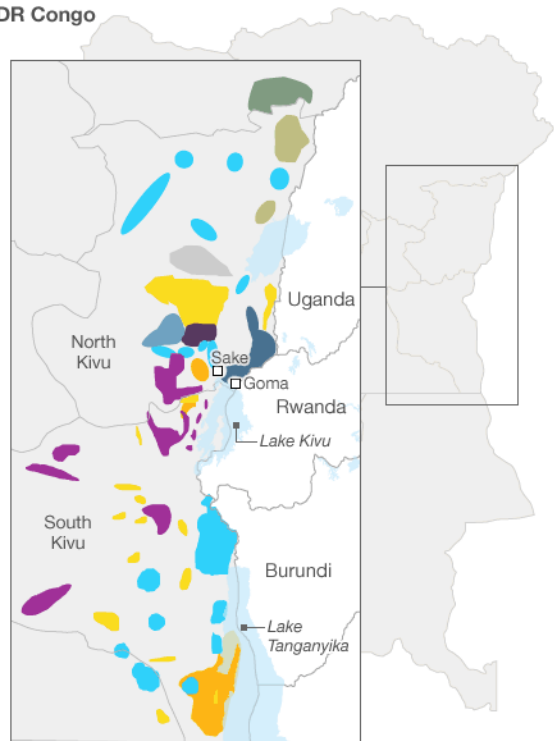 DR Congo
Uganda
North
Kivu
Sake
Goma
Rwanda
Lake Kivu
South
Kivu
Burundi
Lake
Tanganyika